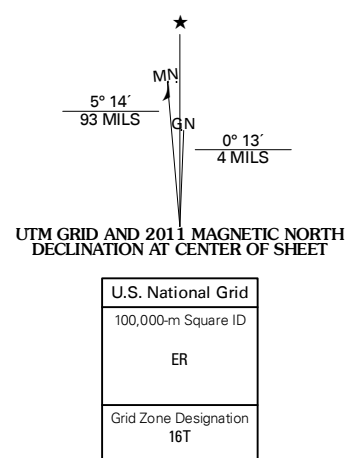 ★
MN
5° 14´
93 MILS
GN
0° 13´
4 MILS
UTM GRID AND 2011 MAGNETIC NORTH
DECLINATION AT CENTER OF SHEET
U.S. National Grid
100,000-m Square ID
ER
Grid Zone Designation
16T